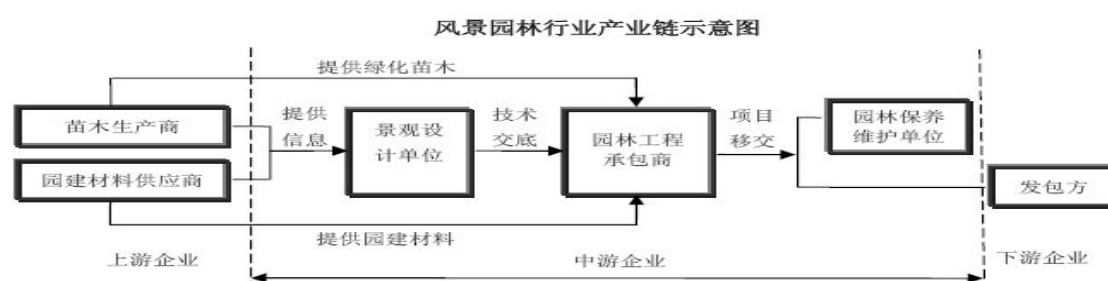 风景园林行业产业链示意图
提供绿化苗木
苗木生产商
提供
信息
景观设
计单位
技术
交底
园林工程
承包商
项目
移交
园林保养
维护单位
园建材料供应商
发包方
提供园建材料
上游企业
中游企业
下游企业